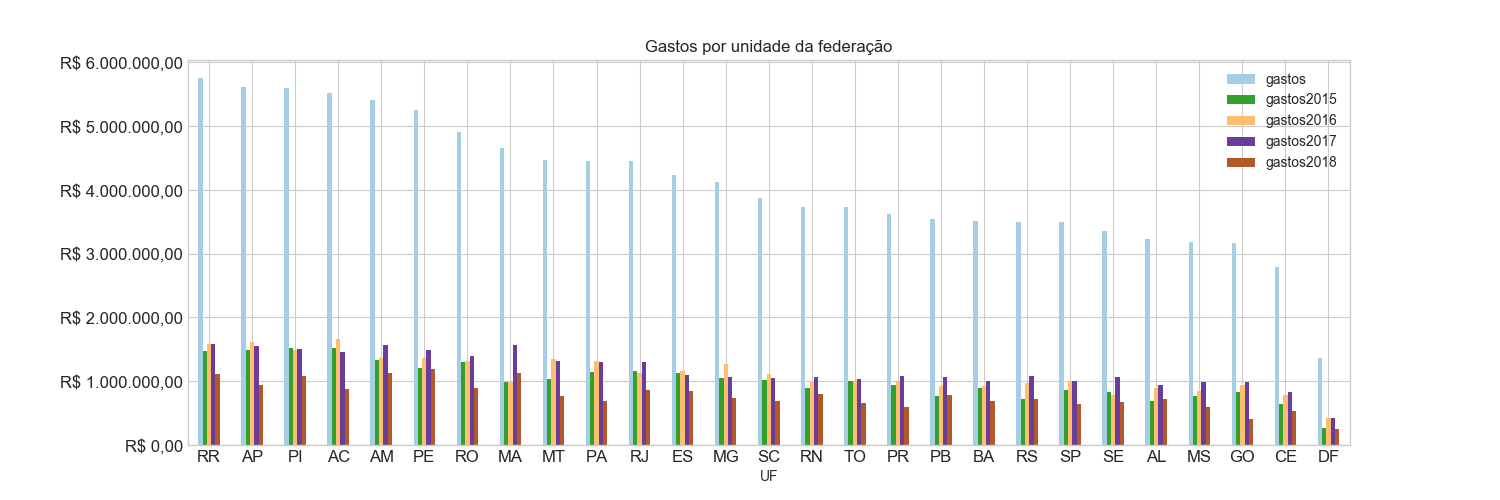 Gastos por unidade da federação
R$ 6.000.000,00
R$ 5.000.000,00
R$ 4.000.000,00
R$ 3.000.000,00
R$ 2.000.000,00
R$ 1.000.000,00
R$ 0,00
gastos
gastos2015
gastos2016
gastos2017
gastos2018
RR AP PI AC AM PE RO MA MT PA RJ ES MG SC RN TO PR PB BA RS SP SE AL MS GO CE DF
UF